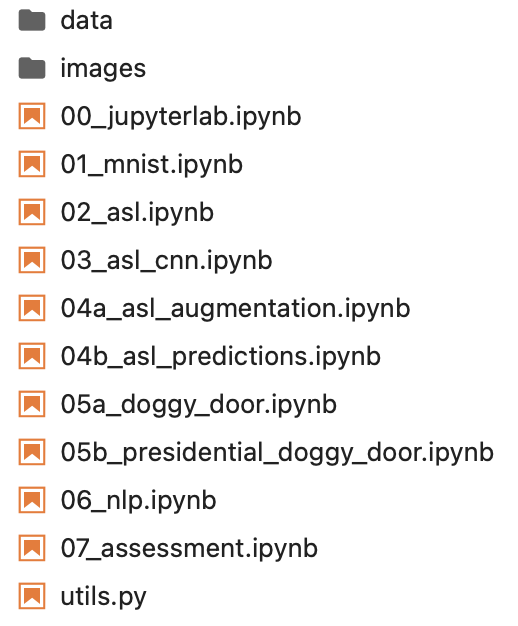 data
images
00_jupyterlab.ipynb
01_mnist.ipynb
02_asl.ipynb
03_asl_cnn.ipynb
04a_asl_augmentation.ipynb
04b_asl_predictions.ipynb
05a_doggy_door.ipynb
05b_presidential_doggy_door.ipynb
06_nlp.ipynb
07_assessment.ipynb
utils.py